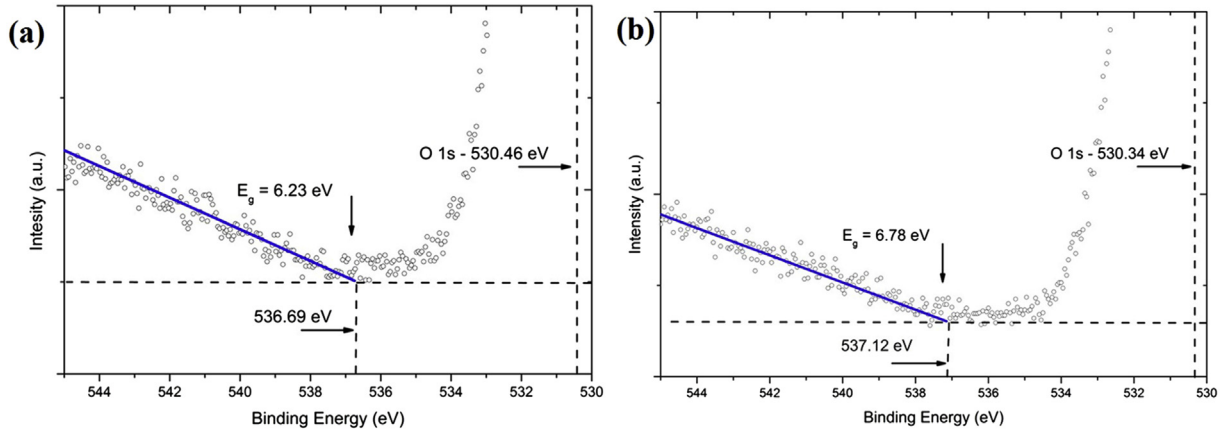 (a)
Intesity (a.u.)
O 1s - 530.46 eV
Eg = 6.23 eV
536.69 eV
544 542 540 538 536 534 532 530
Binding Energy (eV)
(b)
Intensity (a.u.)
O 1s - 530.34 eV
Eg = 6.78 eV
537.12 eV
544 542 540 538 536 534 532 530
Binding Energy (eV)